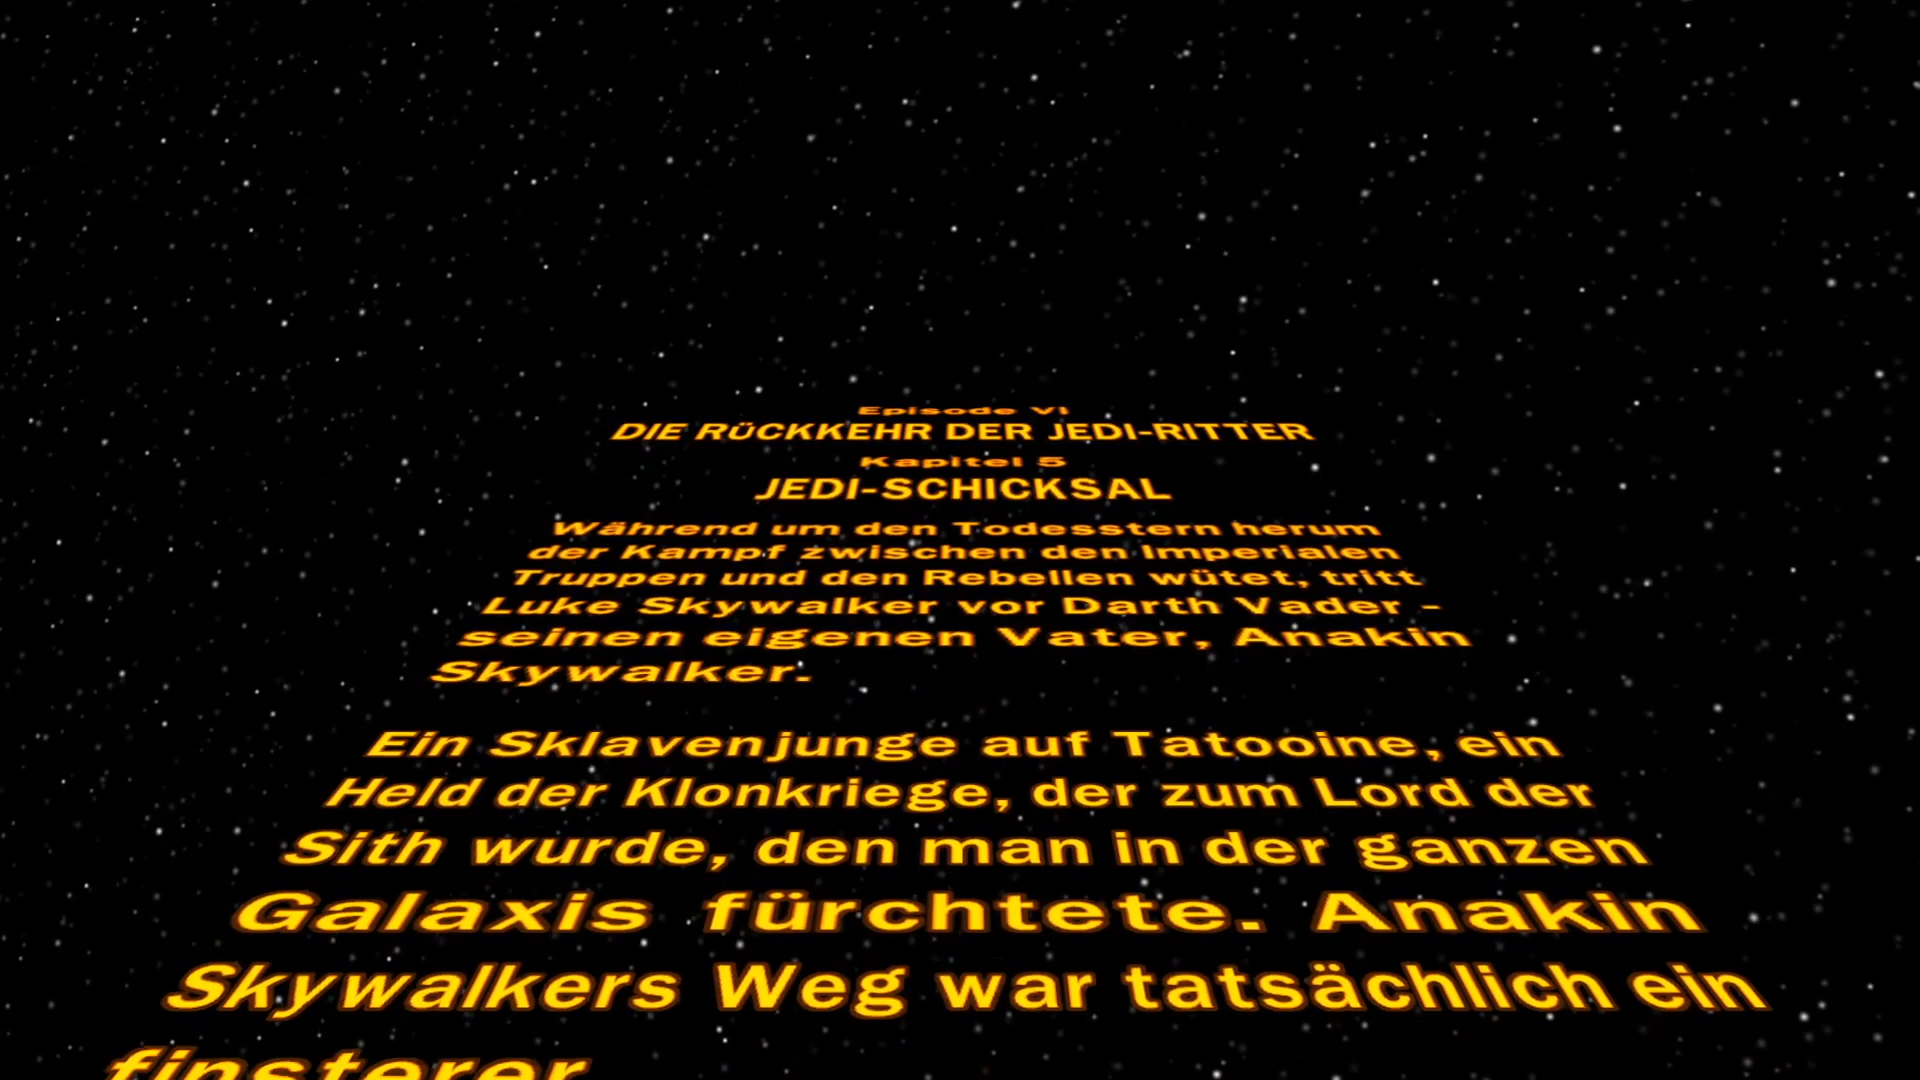 Episode VI
DIE RÜCKKEHR DER JEDI-RITTER
Kapitel 5
JEDI-SCHICKSAL
Während um den Todesstern herum
der Kampf zwischen den Imperialen
Truppen und den Rebellen wütet, tritt
Luke Skywalker vor Darth Vader -
seinen eigenen Vater, Anakin
Skywalker.
Ein Sklavenjunge auf Tatooine, ein
Held der Klonkriege, der zum Lord der
Sith wurde, den man in der ganzen
Galaxis fürchtete. Anakin
Skywalkers Weg war tatsächlich ein
finsterer